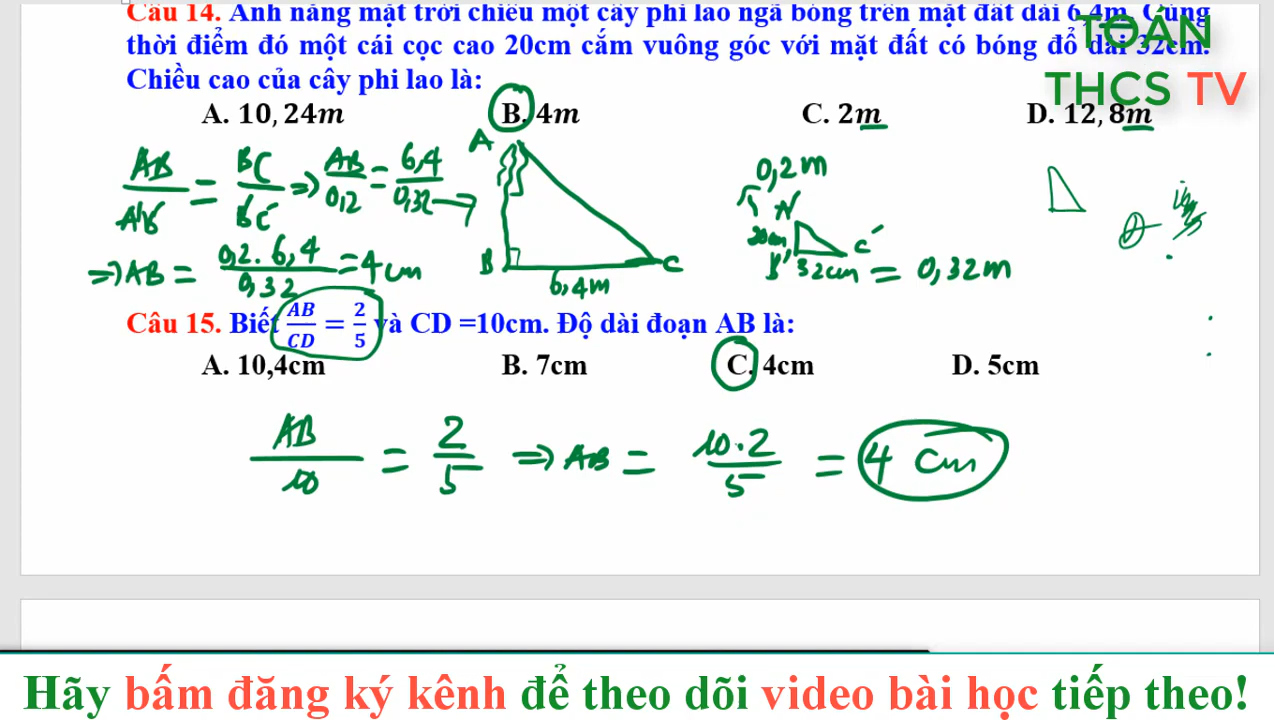 Câu 14. Ánh nắng mặt trời chiếu một cây phi lao ngã bóng trên mặt đất dài 6,4m. Cùng
thời điểm đó một cái cọc cao 20cm cắm vuông góc với mặt đất có bóng đổ dài 32cm.
Chiều cao của cây phi lao là:
TOÁN
THCS TV
A. 10,24m B. 4m C. 2m D. 12,8m
A
AB/A'B' = BC/B'C' => AB/0,2 = 6,4/0,32 →
0,2m
A'
20cm
B' 32cm C' = 0,32m
=> AB = 0,2. 6,4/0,32 = 4cm
B 6,4m C
Câu 15. Biết AB/CD = 2/5 và CD =10cm. Độ dài đoạn AB là:
A. 10,4cm B. 7cm C. 4cm D. 5cm
AB/10 = 2/5 => AB = 10.2/5 = 4 cm
Hãy bấm đăng ký kênh để theo dõi video bài học tiếp theo!